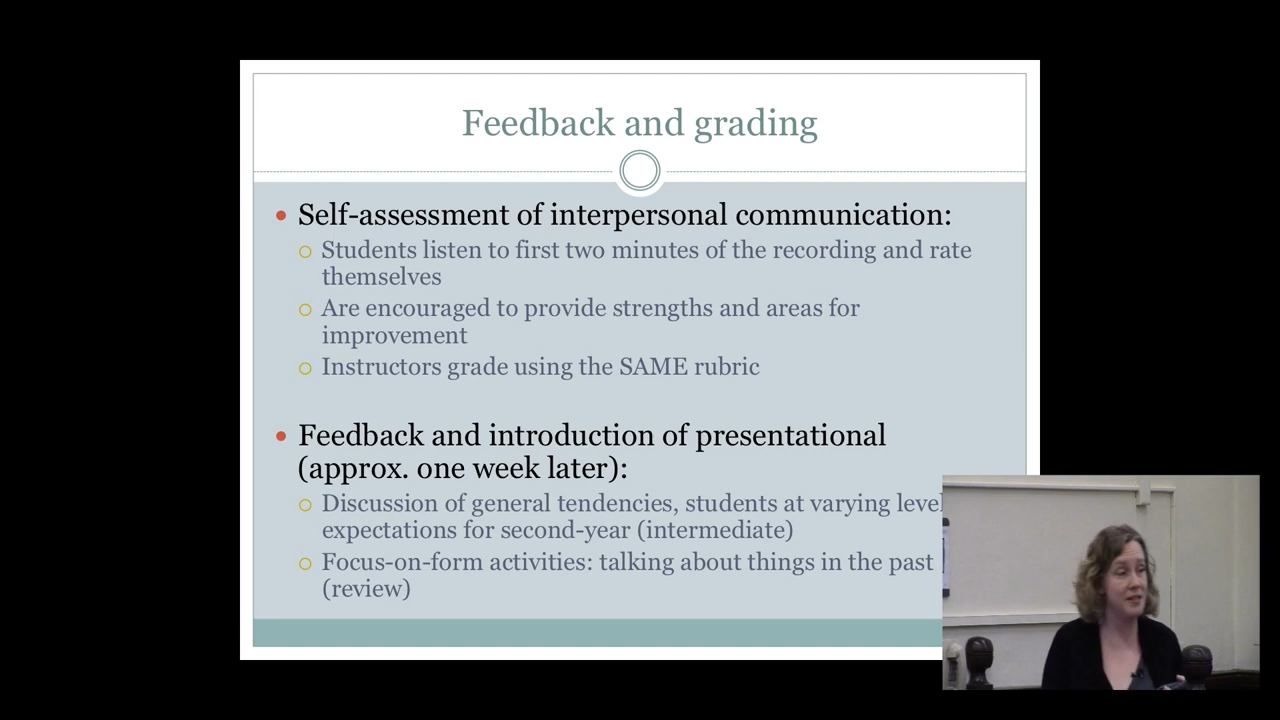 Feedback and grading
Self-assessment of interpersonal communication:
Students listen to first two minutes of the recording and rate
themselves
Are encouraged to provide strengths and areas for
improvement
Instructors grade using the SAME rubric
Feedback and introduction of presentational
(approx. one week later):
Discussion of general tendencies, students at varying
expectations for second-year (intermediate)
Focus-on-form activities: talking about things in the past
(review)